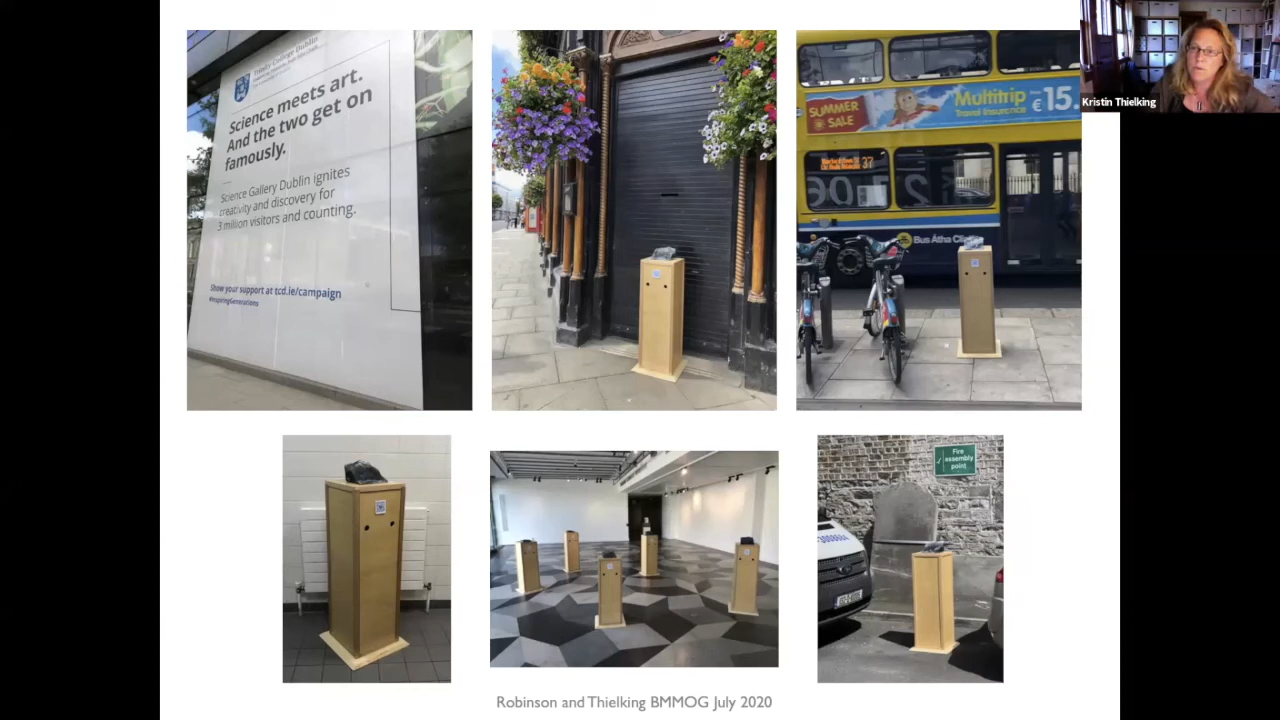 Trinity College Dublin
Science meets art.
And the two get on
famously.
Science Gallery Dublin ignites
creativity and discovery for
3 million visitors and counting.
Show your support at tcd.ie/campaign
#InspiringGenerations
SUMMER
SALE
Multitrip
Travel Insurance
€15.
37
Bus Átha Cliath
Fire
assembly
point
Kristin Thielking
Robinson and Thielking BMMOG July 2020